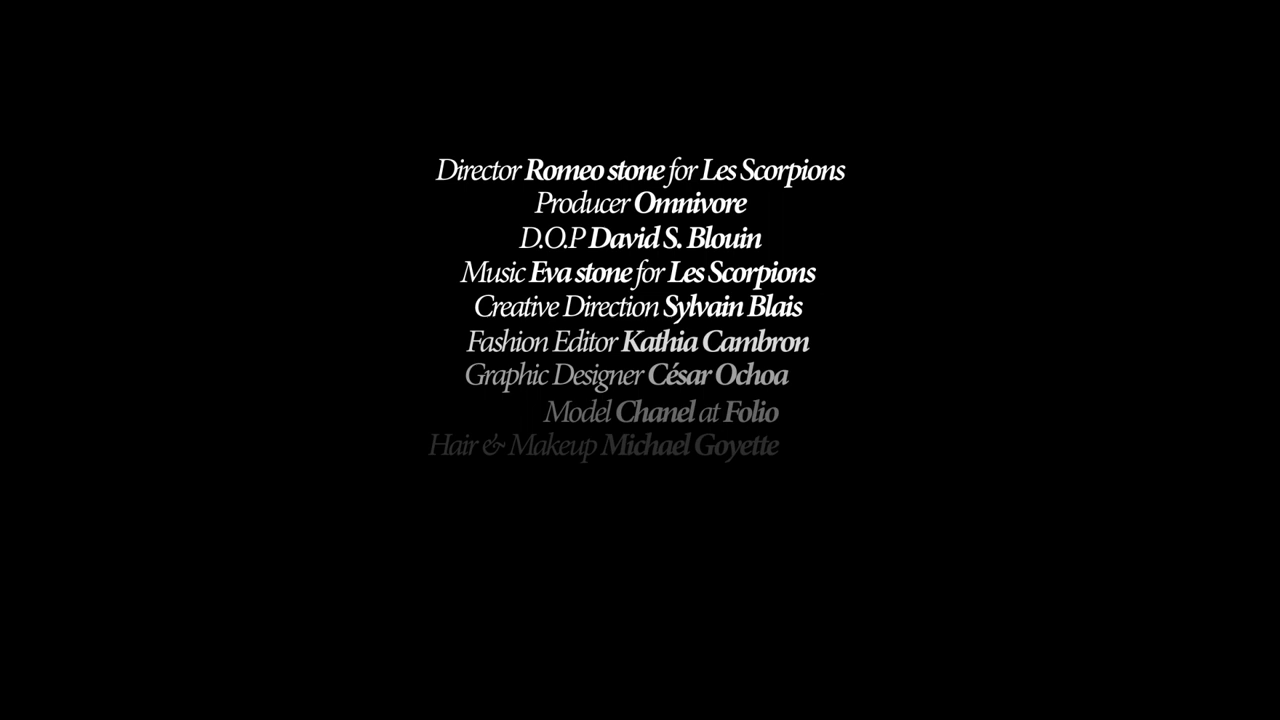 Director Romeo stone for Les Scorpions
Producer Omnivore
D.O.P David S. Blouin
Music Eva stone for Les Scorpions
Creative Direction Sylvain Blais
Fashion Editor Kathia Cambron
Graphic Designer César Ochoa
Model Chanel at Folio
Hair & Makeup Michael Goyette